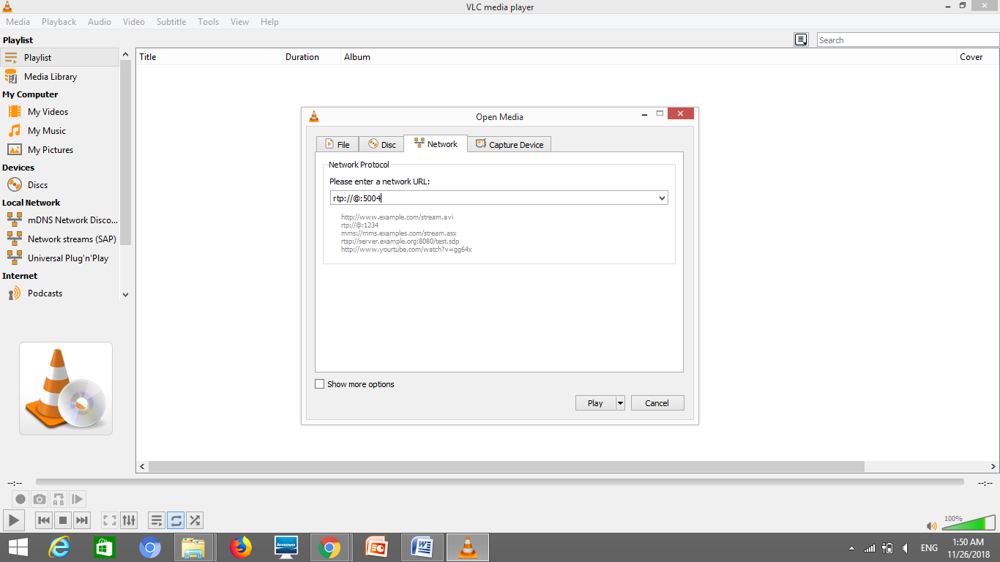 VLC media player
Media Playback Audio Video Subtitle Tools View Help
Playlist
Search
Playlist
Media Library
My Computer
My Videos
My Music
My Pictures
Devices
Discs
Local Network
mDNS Network Disco...
Network streams (SAP)
Universal Plug'n'Play
Internet
Podcasts
Title Duration Album Cover
Open Media
File Disc Network Capture Device
Network Protocol
Please enter a network URL:
rtp://@:5004
http://www.example.com/stream.avi
rtp://@:1234
mms://mms.examples.com/stream.asx
rtsp://server.example.org:8080/test.sdp
http://www.yourtube.com/watch?v=gg64x
Show more options
Play Cancel
--:-- --:--
A B
100%
lenovo
ENG
1:50 AM
11/26/2018